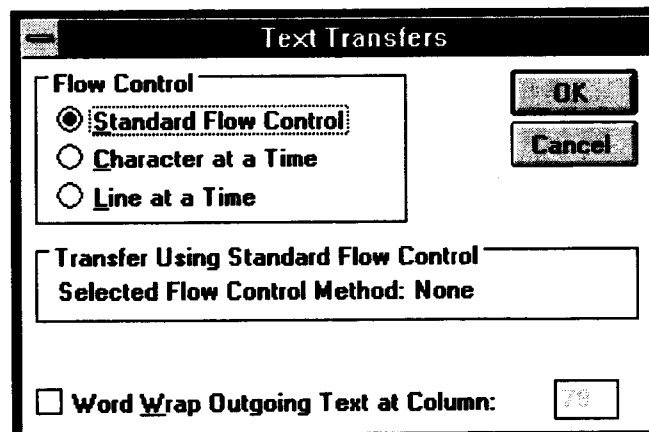 Text Transfers
Flow Control
Standard Flow Control
Character at a Time
Line at a Time
OK
Cancel
Transfer Using Standard Flow Control
Selected Flow Control Method: None
Word Wrap Outgoing Text at Column: 79